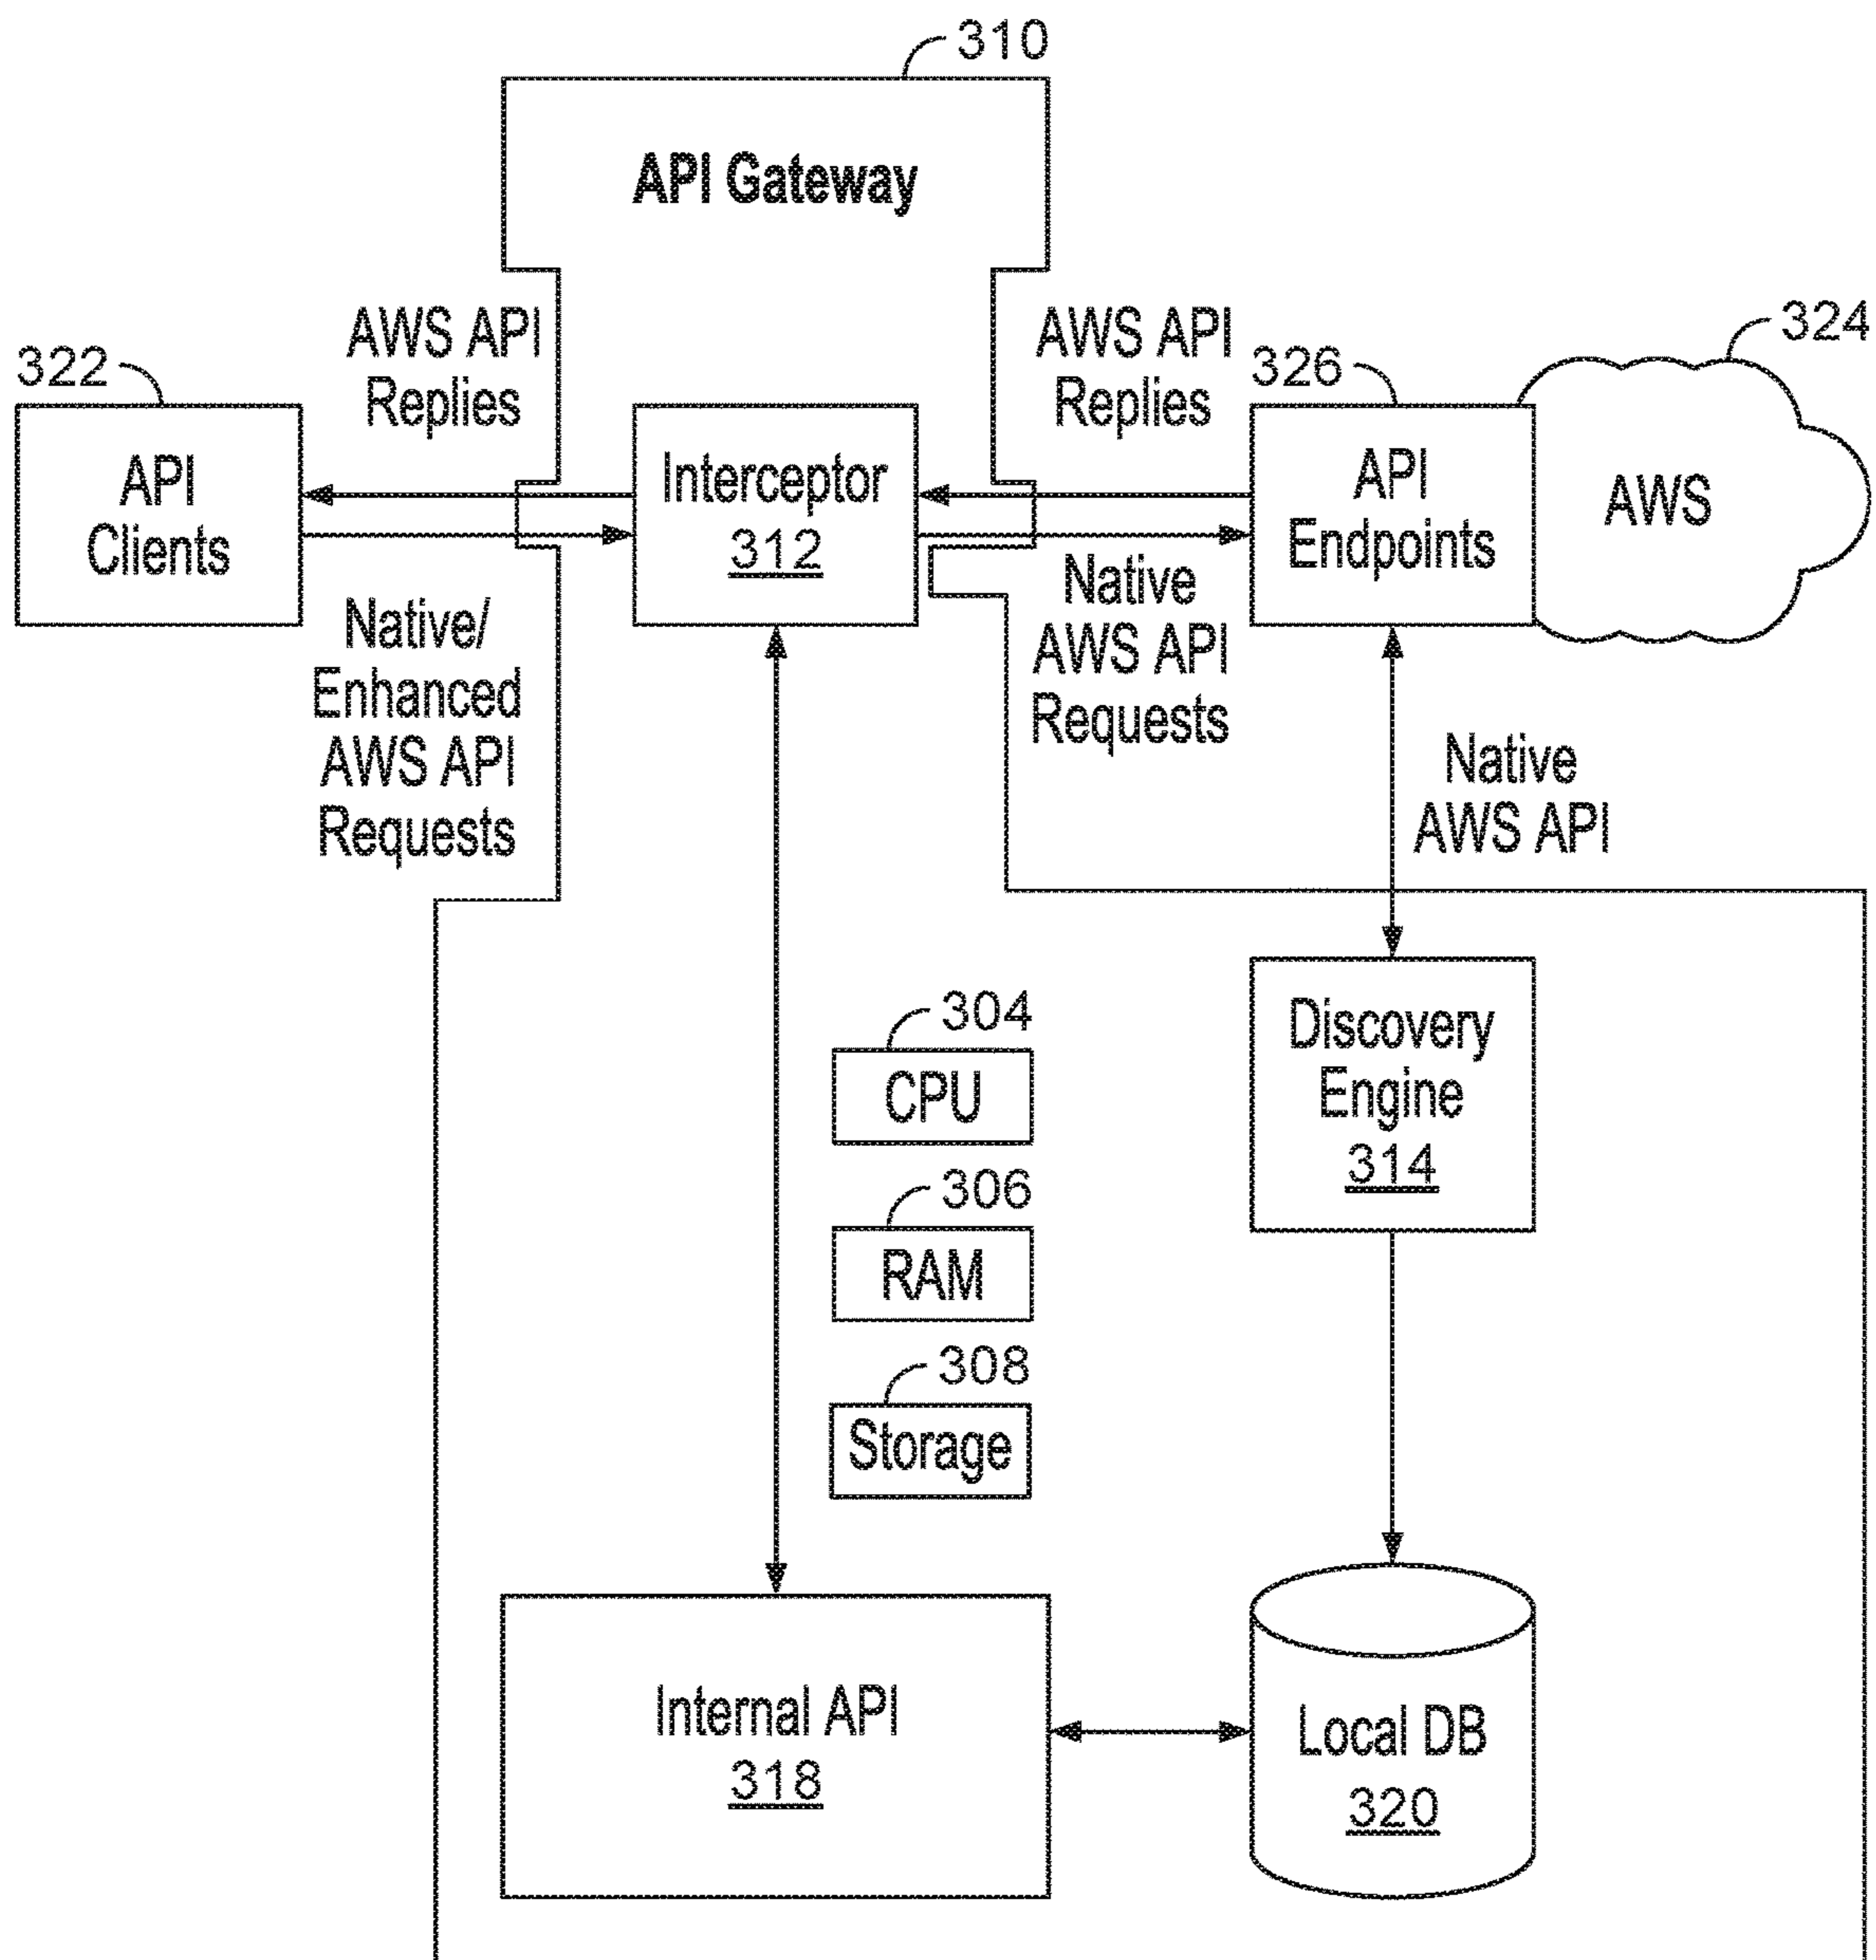 310
API Gateway
AWS API
Replies
AWS API
Replies
324
322
326
API
Clients
Interceptor
312
API
Endpoints
AWS
Native/
Enhanced
AWS API
Requests
Native
AWS API
Requests
Native
AWS API
304
CPU
306
RAM
308
Storage
Discovery
Engine
314
Internal API
318
Local DB
320